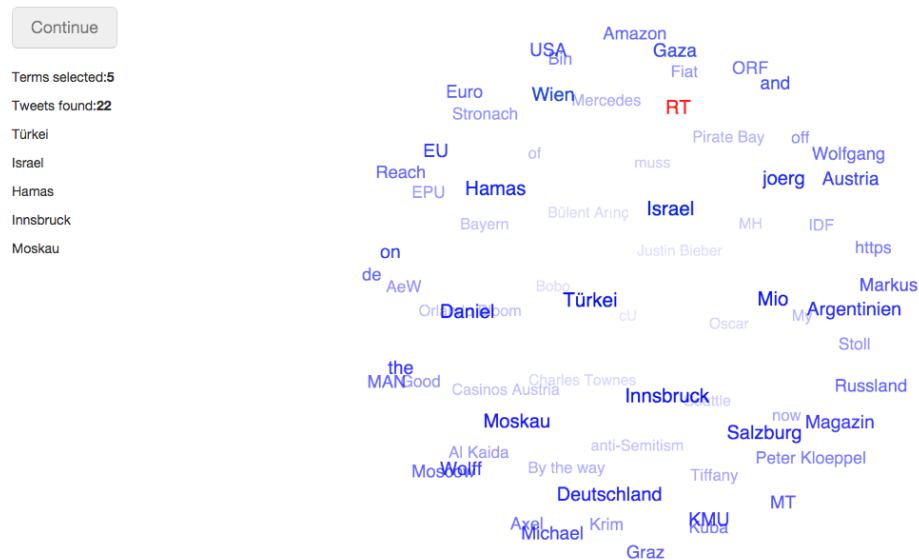 Continue
Terms selected:5
Tweets found:22
Türkei
Israel
Hamas
Innsbruck
Moskau
Amazon
USA
Gaza
Bin
Fiat
ORF
and
Euro
Wien
Mercedes
RT
Stronach
Pirate Bay
off
EU
of
muss
Wolfgang
Reach
EPU
Hamas
joerg
Austria
Bayern
Bülent Arınç
Israel
MH
IDF
on
Justin Bieber
https
de
AeW
Bobo
Türkei
Mio
Markus
Daniel
cU
Oscar
My
Argentinien
Stoll
the
MAN
Good
Casinos Austria
Charles Townes
Innsbruck
Seattle
Russland
Moskau
now
Magazin
Salzburg
Al Kaida
anti-Semitism
Peter Kloeppel
Moscow
Wolff
By the way
Tiffany
Deutschland
MT
Axel
Michael
Krim
KMU
Kuba
Graz